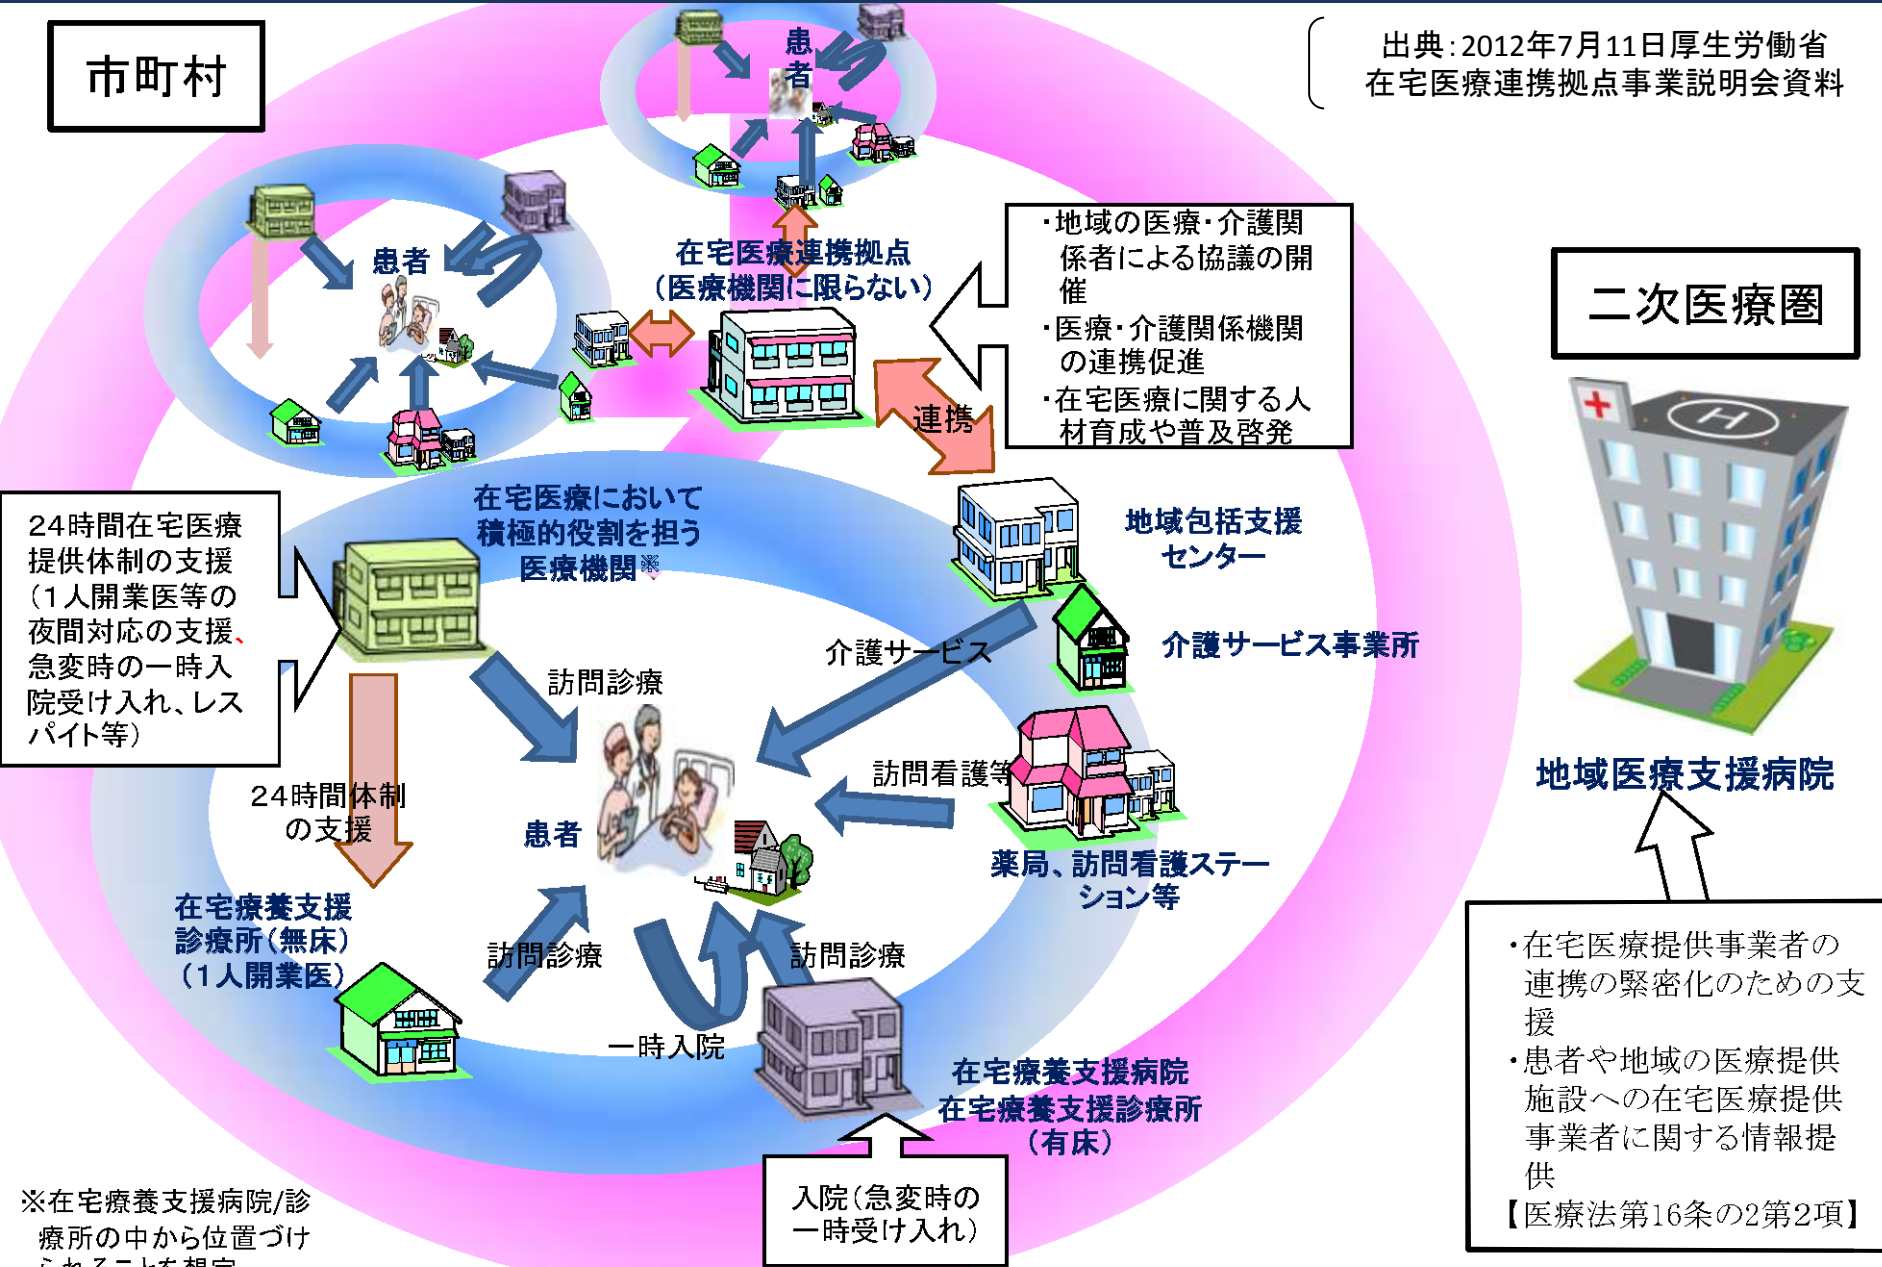 市町村
出典：2012年7月11日厚生労働省
在宅医療連携拠点事業説明会資料
患
者
患者
在宅医療連携拠点
（医療機関に限らない）
・地域の医療・介護関
係者による協議の開
催
・医療・介護関係機関
の連携促進
・在宅医療に関する人
材育成や普及啓発
二次医療圏
連携
24時間在宅医療
提供体制の支援
（1人開業医等の
夜間対応の支援、
急変時の一時入
院受け入れ、レス
パイト等）
在宅医療において
積極的役割を担う
医療機関※
地域包括支援
センター
介護サービス事業所
介護サービス
訪問診療
H
地域医療支援病院
訪問看護等
24時間体制
の支援
患者
薬局、訪問看護ステー
ション等
在宅療養支援
診療所（無床）
（1人開業医）
訪問診療
訪問診療
一時入院
在宅療養支援病院
在宅療養支援診療所
（有床）
入院（急変時の
一時受け入れ）
・在宅医療提供事業者の
連携の緊密化のための支
援
・患者や地域の医療提供
施設への在宅医療提供
事業者に関する情報提
供
【医療法第16条の2第2項】
※在宅療養支援病院/診
療所の中から位置づけ
られることを想定